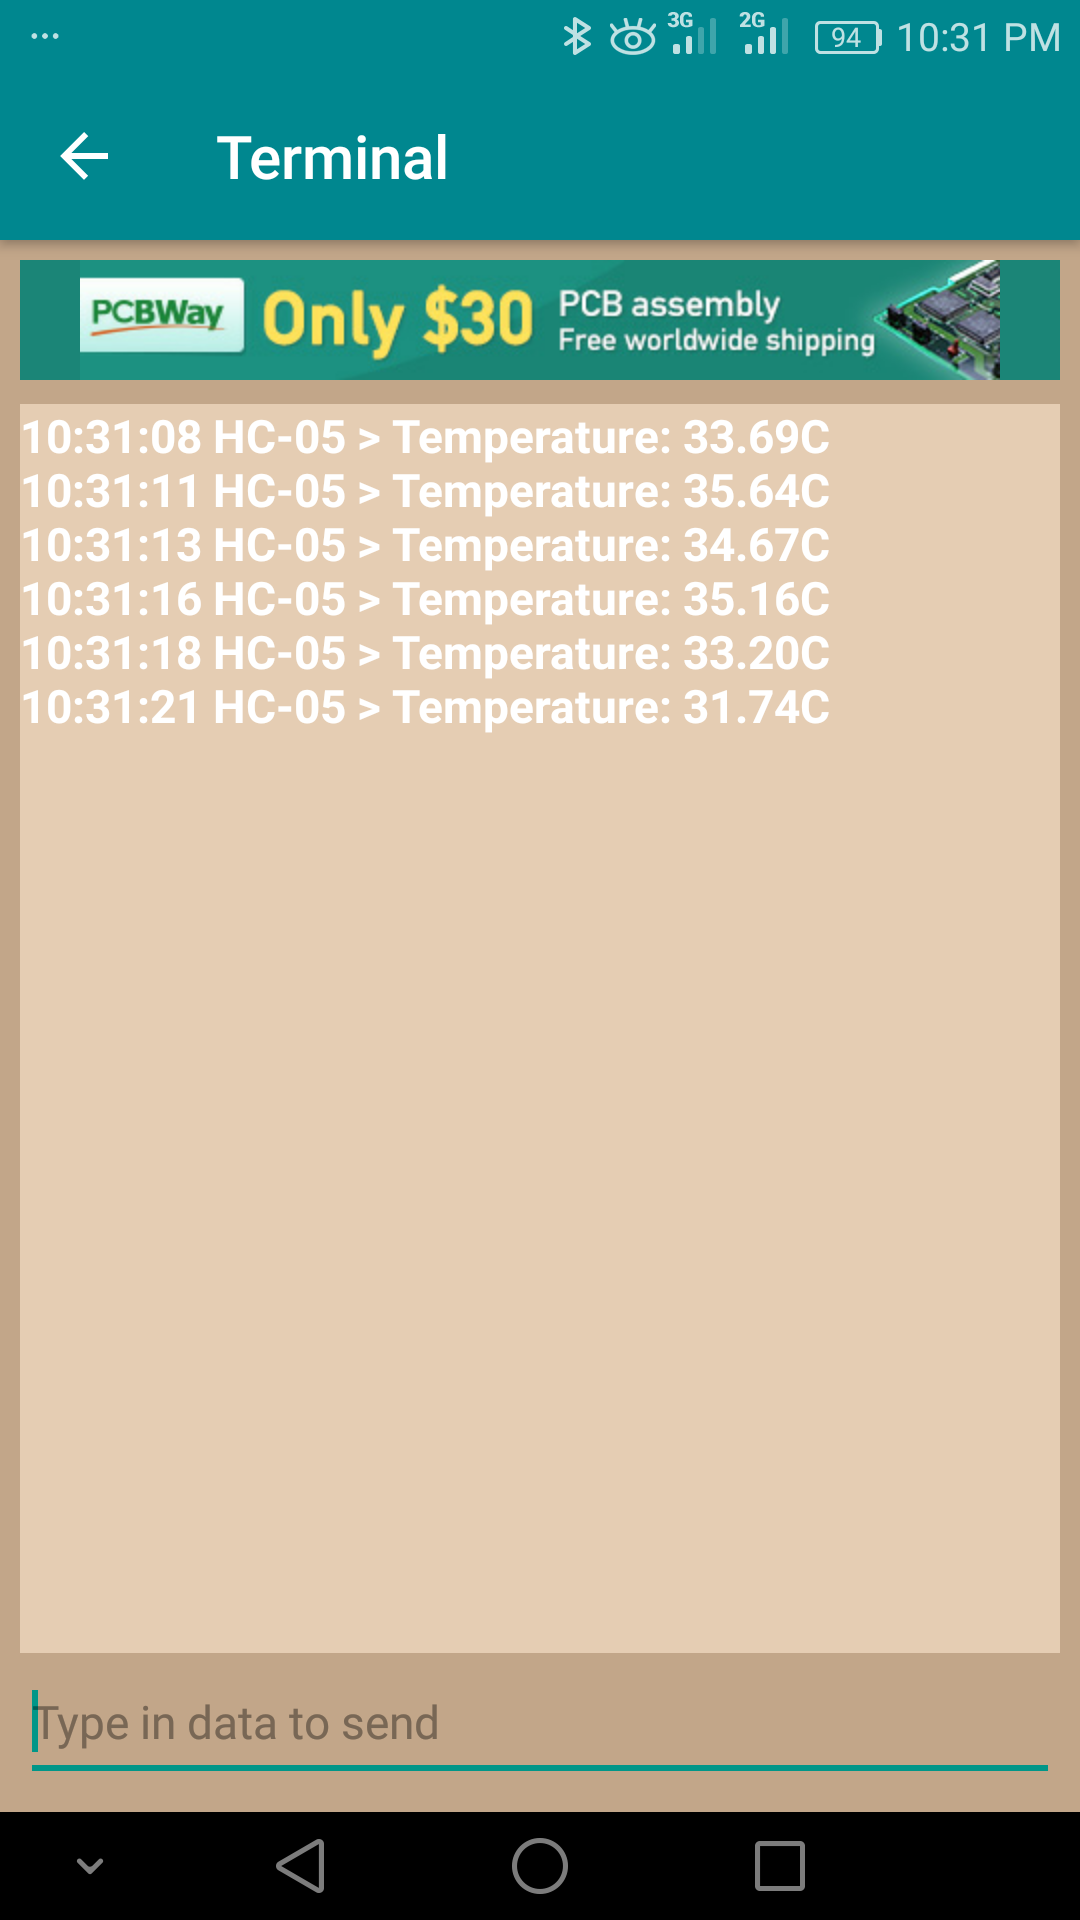 3G 2G 94 10:31 PM
Terminal
PCBWay Only $30 PCB assembly
Free worldwide shipping
10:31:08 HC-05 > Temperature: 33.69C
10:31:11 HC-05 > Temperature: 35.64C
10:31:13 HC-05 > Temperature: 34.67C
10:31:16 HC-05 > Temperature: 35.16C
10:31:18 HC-05 > Temperature: 33.20C
10:31:21 HC-05 > Temperature: 31.74C
Type in data to send